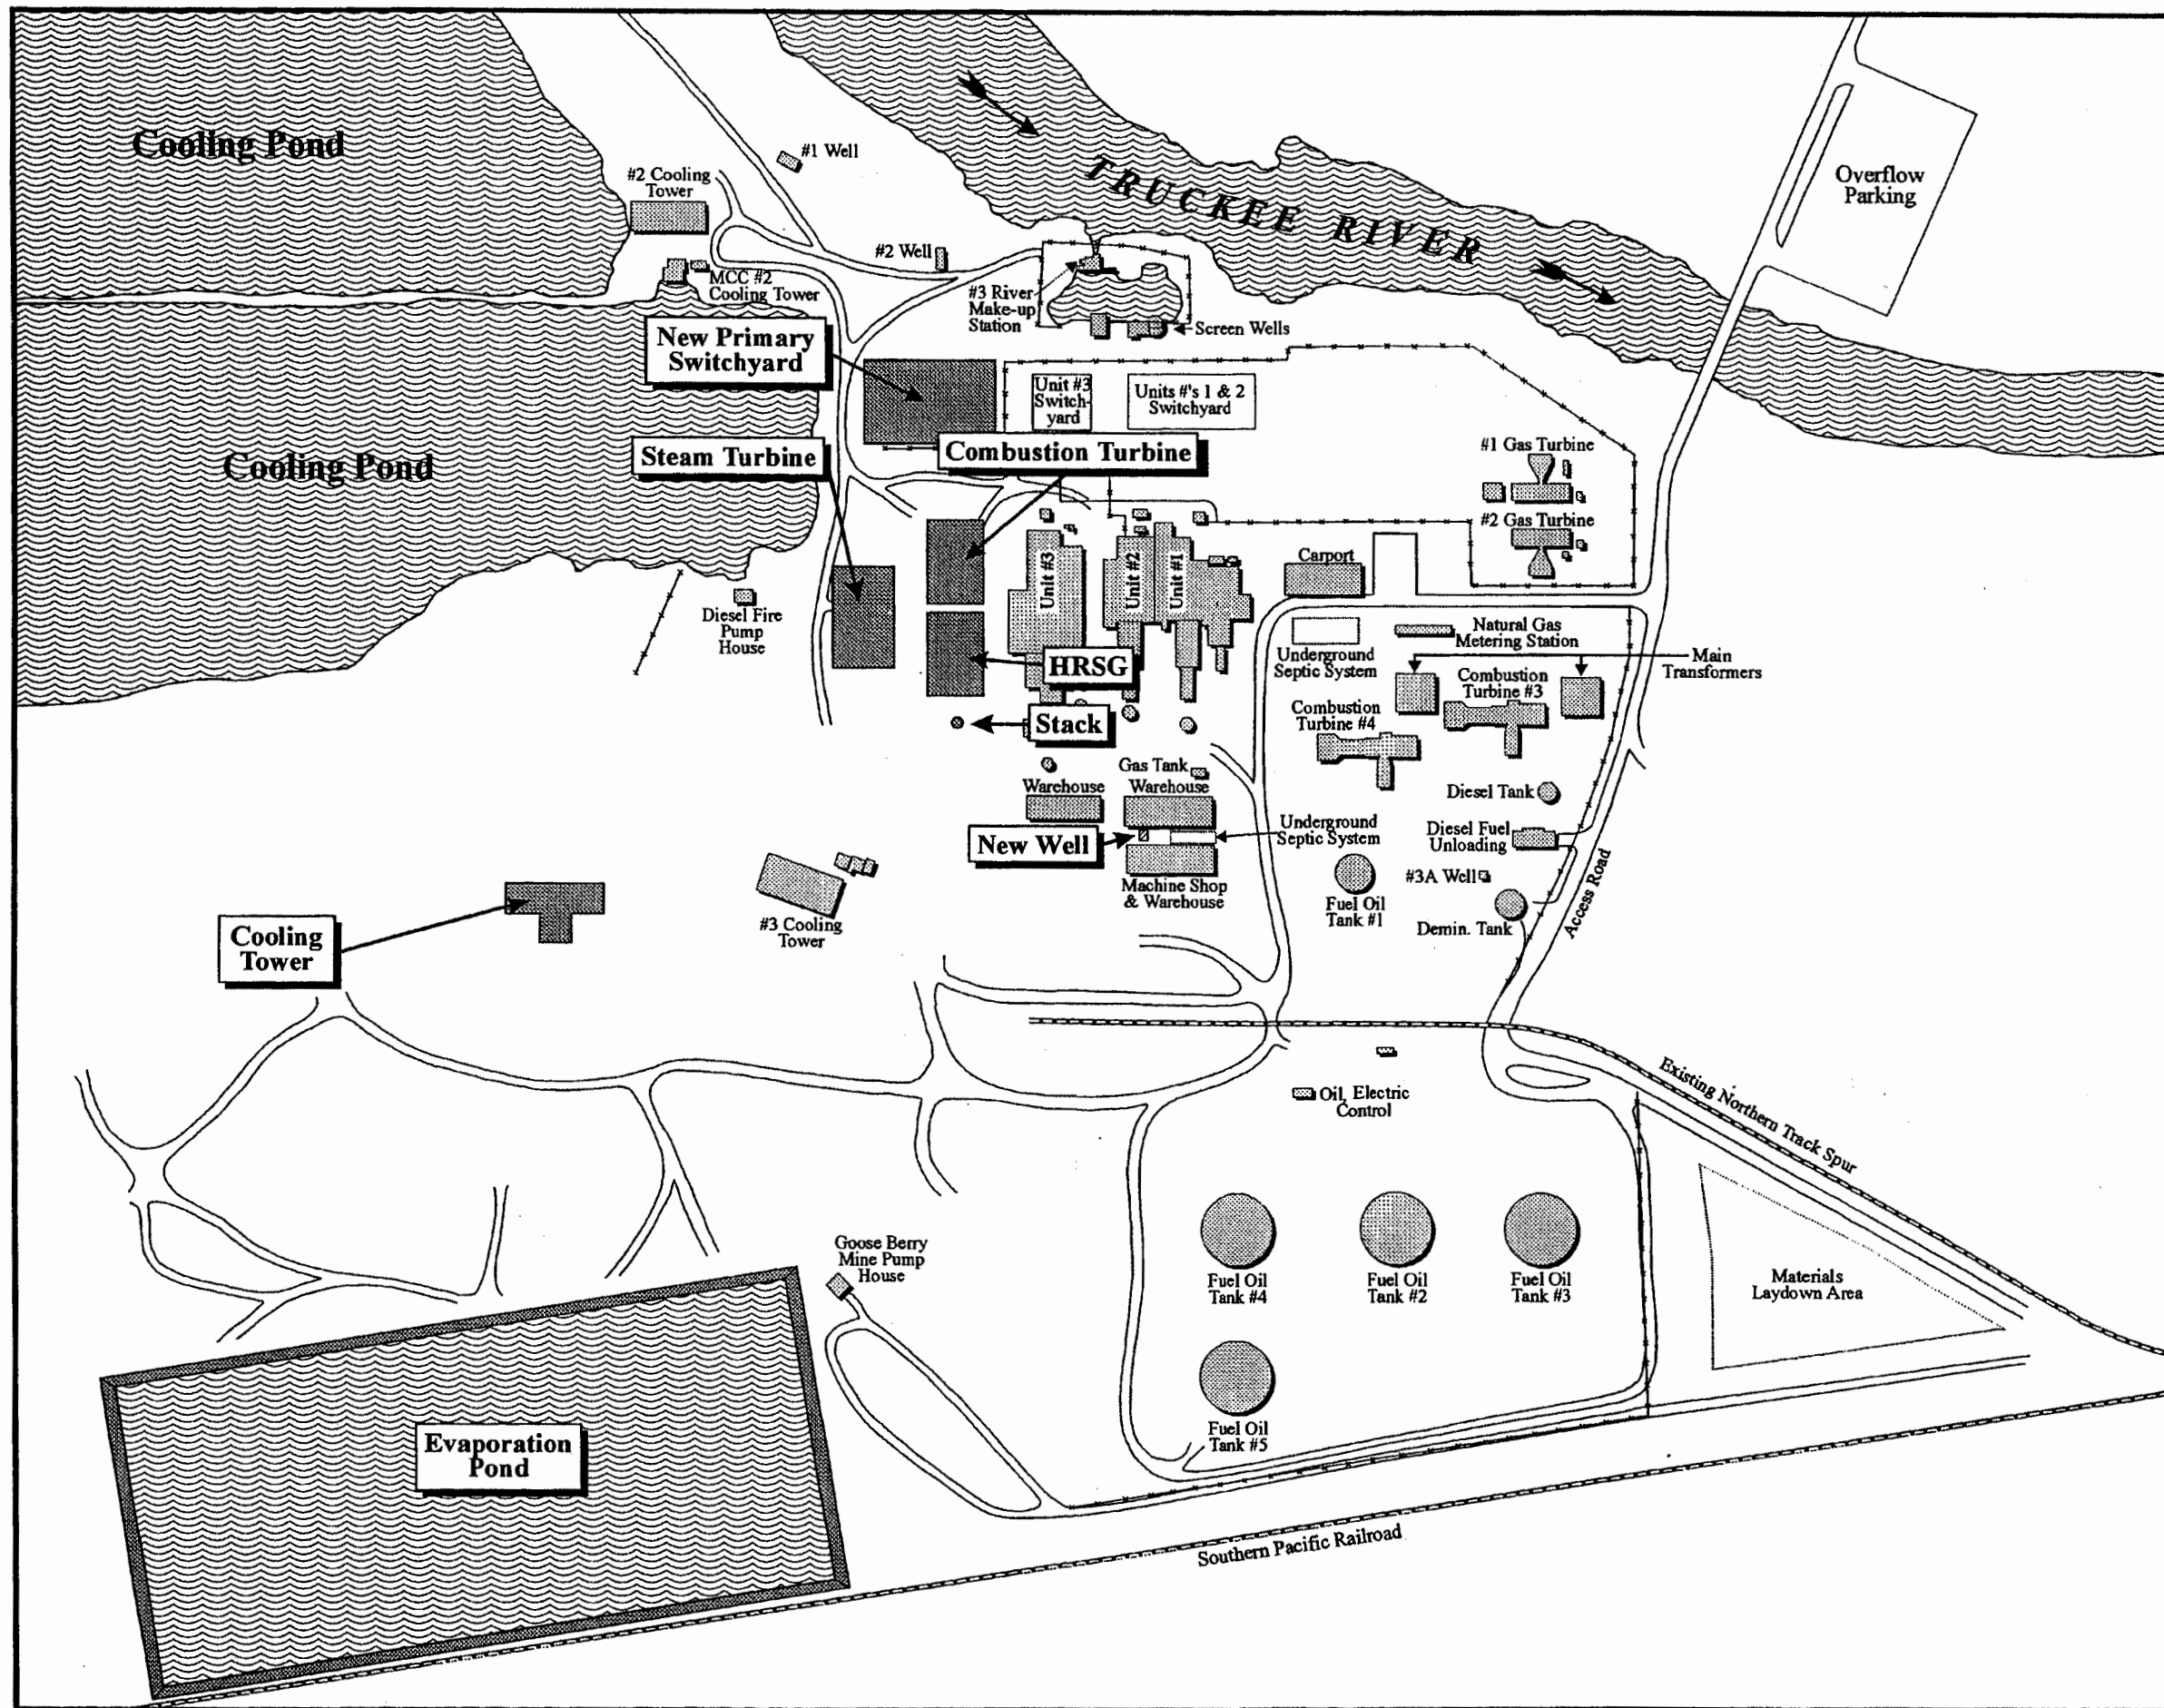 Cooling Pond
#1 Well
#2 Cooling
Tower
TRUCKEE RIVER
Overflow
Parking
#2 Well
MCC #2
Cooling Tower
#3 River
Make-up
Station
Screen Wells
New Primary
Switchyard
Unit #3
Switch-
yard
Units #'s 1 & 2
Switchyard
Cooling Pond
Steam Turbine
Combustion Turbine
#1 Gas Turbine
#2 Gas Turbine
Unit #3
Unit #2
Unit #1
Carport
Diesel Fire
Pump
House
Underground
Septic System
Natural Gas
Metering Station
Main
Transformers
HRSG
Combustion
Turbine #3
Combustion
Turbine #4
Stack
Gas Tank
Warehouse
Warehouse
Diesel Tank
New Well
Underground
Septic System
Diesel Fuel
Unloading
Machine Shop
& Warehouse
Fuel Oil
Tank #1
#3A Well
Demin. Tank
Access Road
Cooling
Tower
#3 Cooling
Tower
Existing Northern Track Spur
Oil, Electric
Control
Goose Berry
Mine Pump
House
Fuel Oil
Tank #4
Fuel Oil
Tank #2
Fuel Oil
Tank #3
Materials
Laydown Area
Fuel Oil
Tank #5
Evaporation
Pond
Southern Pacific Railroad